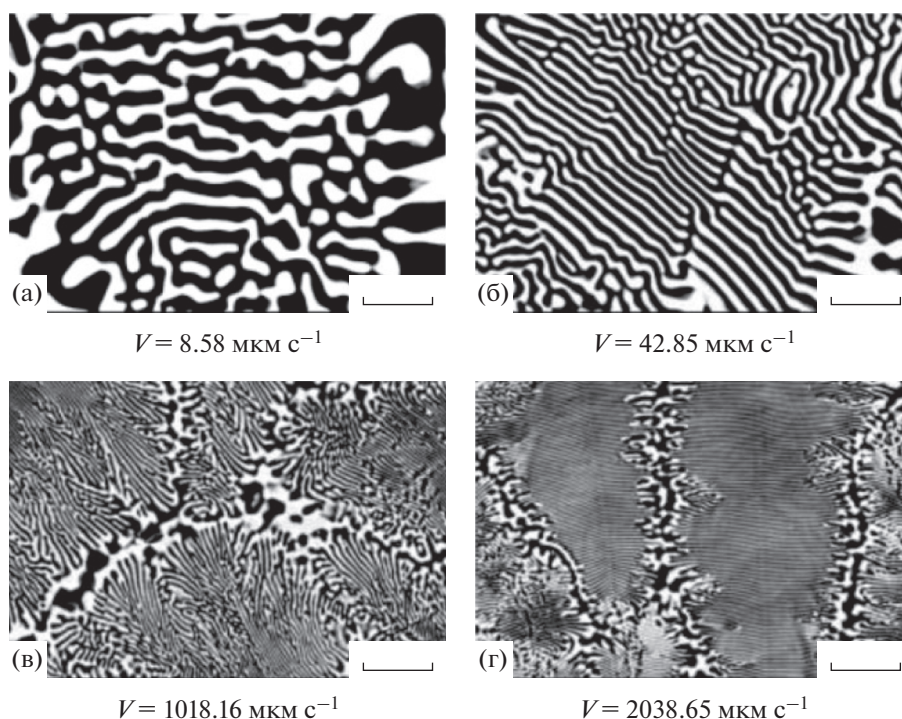 (а)
(б)
V = 8.58 мкм с−1
V = 42.85 мкм с−1
(в)
(г)
V = 1018.16 мкм с−1
V = 2038.65 мкм с−1